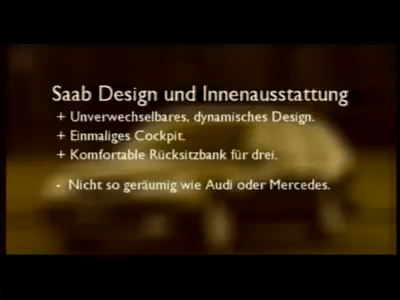 Saab Design und Innenausstattung
+ Unverwechselbares, dynamisches Design.
+ Einmaliges Cockpit.
+ Komfortable Rücksitzbank für drei.
- Nicht so geräumig wie Audi oder Mercedes.